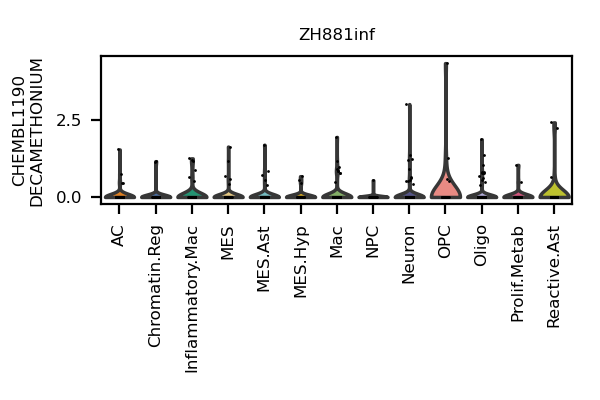 ZH881inf
CHEMBL1190
DECAMETHONIUM
2.5
0.0
AC
Chromatin.Reg
Inflammatory.Mac
MES
MES.Ast
MES.Hyp
Mac
NPC
Neuron
OPC
Oligo
Prolif.Metab
Reactive.Ast